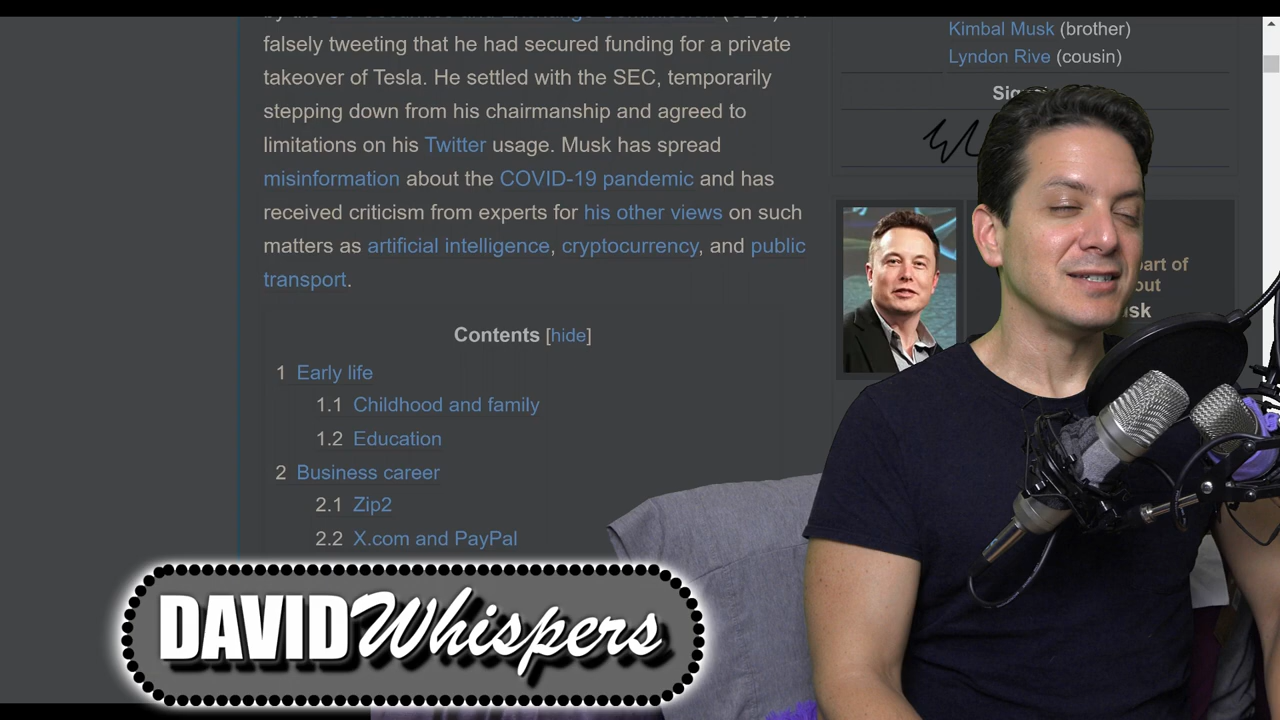 falsely tweeting that he had secured funding for a private
takeover of Tesla. He settled with the SEC, temporarily
stepping down from his chairmanship and agreed to
limitations on his Twitter usage. Musk has spread
misinformation about the COVID-19 pandemic and has
received criticism from experts for his other views on such
matters as artificial intelligence, cryptocurrency, and public
transport.
Contents [hide]
1 Early life
1.1 Childhood and family
1.2 Education
2 Business career
2.1 Zip2
2.2 X.com and PayPal
Kimbal Musk (brother)
Lyndon Rive (cousin)
part of
DAVID Whispers